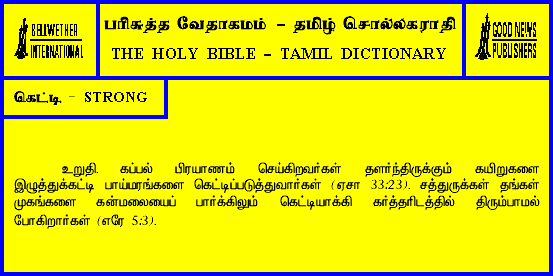 BELLWETHER
INTERNATIONAL
பரிசுத்த வேதாகமம் – தமிழ் சொல்லகராதி
THE HOLY BIBLE – TAMIL DICTIONARY
GOOD NEWS
PUBLISHERS
கெட்டி – STRONG
உறுதி. கப்பல் பிரயாணம் செய்கிறவர்கள் தளர்ந்திருக்கும் கயிறுகளை
இழுத்துக்கட்டி பாய்மரங்களை கெட்டிப்படுத்துவார்கள் (ஏசா 33:23). சத்துருக்கள் தங்கள்
முகங்களை கன்மலையைப் பார்க்கிலும் கெட்டியாக்கி கர்த்தரிடத்தில் திரும்பாமல்
போகிறார்கள் (எரே 5:3).